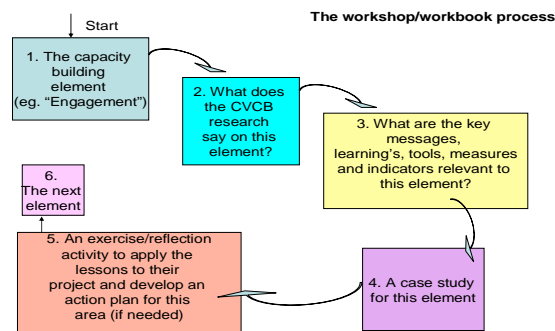 The workshop/workbook process
Start
1. The capacity
building
element
(eg. “Engagement”)
2. What does
the CVCB
research
say on this
element?
3. What are the key
messages,
learning's, tools, measures
and indicators relevant to
this element?
4. A case study
for this element
5. An exercise/reflection
activity to apply the
lessons to their
project and develop an
action plan for this
area (if needed)
6.
The next
element